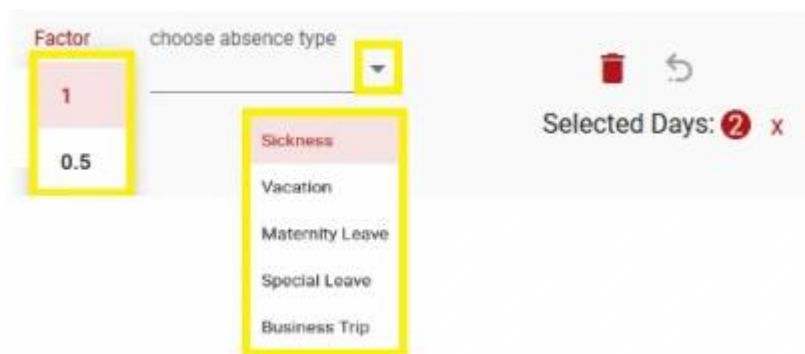 Factor
choose absence type
1
0.5
Sickness
Vacation
Maternity Leave
Special Leave
Business Trip
Selected Days: 2 x